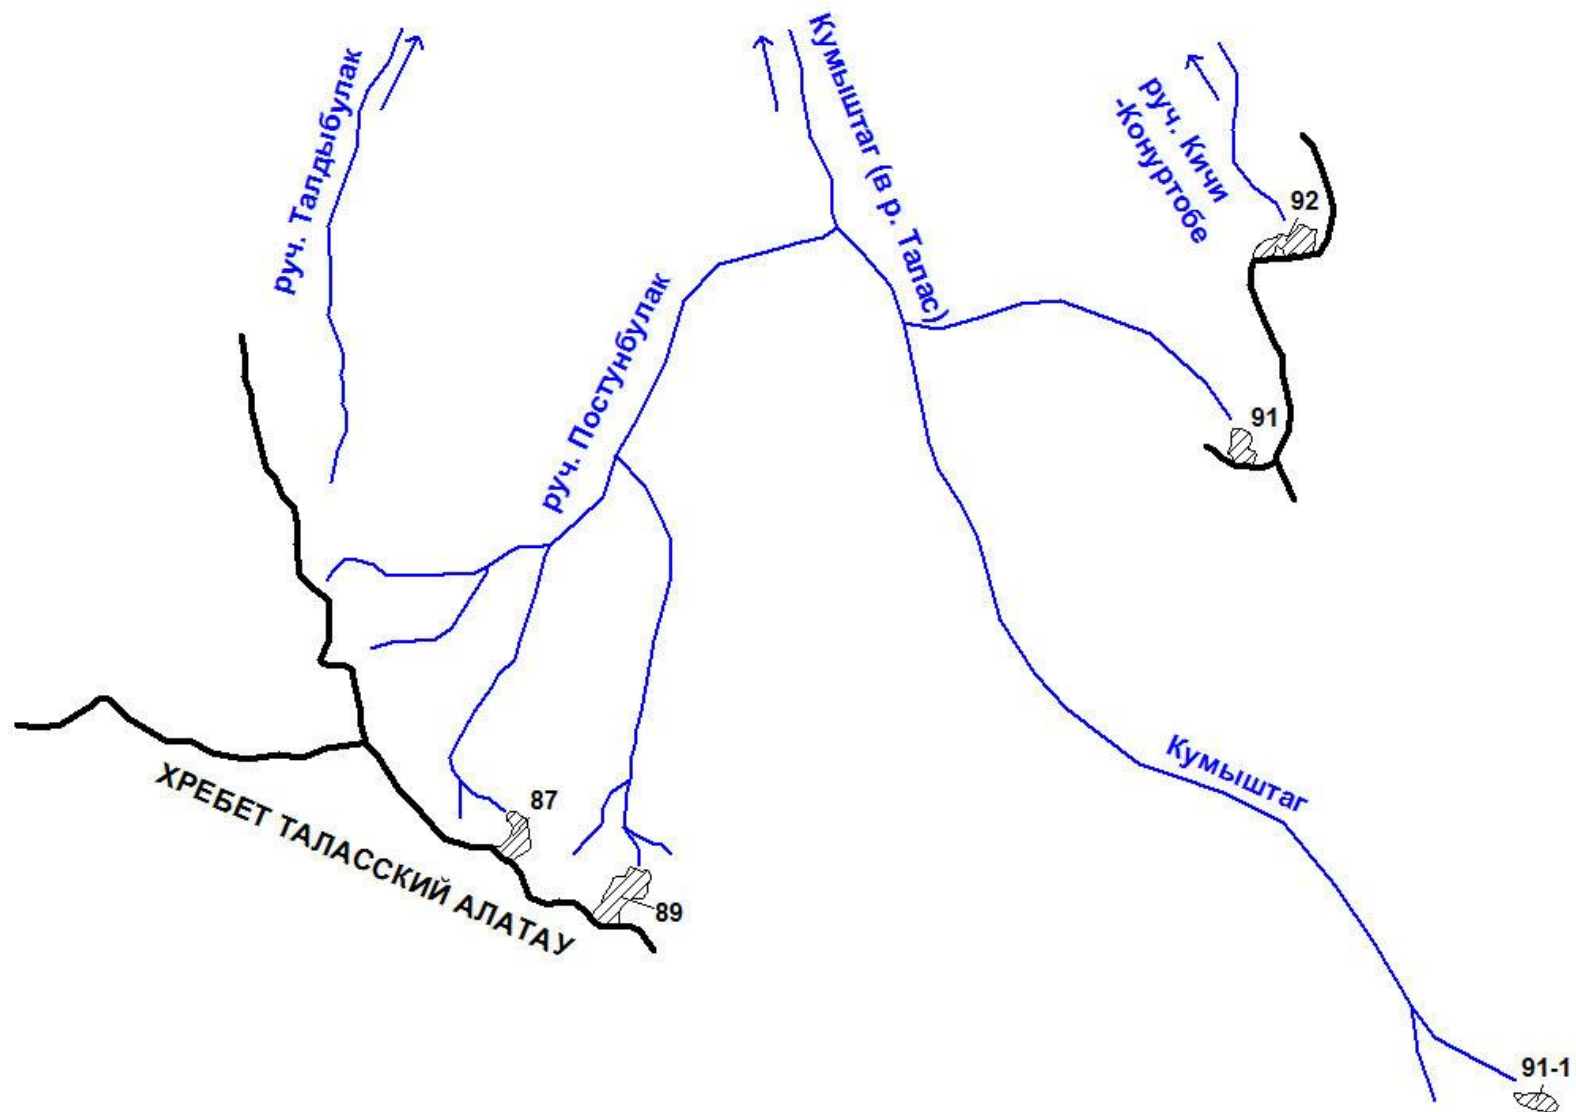 руч. Талдыбулак
Кумыштаг (в р. Талас)
руч. Кичи
-Конуртобе
92
руч. Постунбулак
91
Кумыштаг
87
ХРЕБЕТ ТАЛАССКИЙ АЛАТАУ
89
91-1